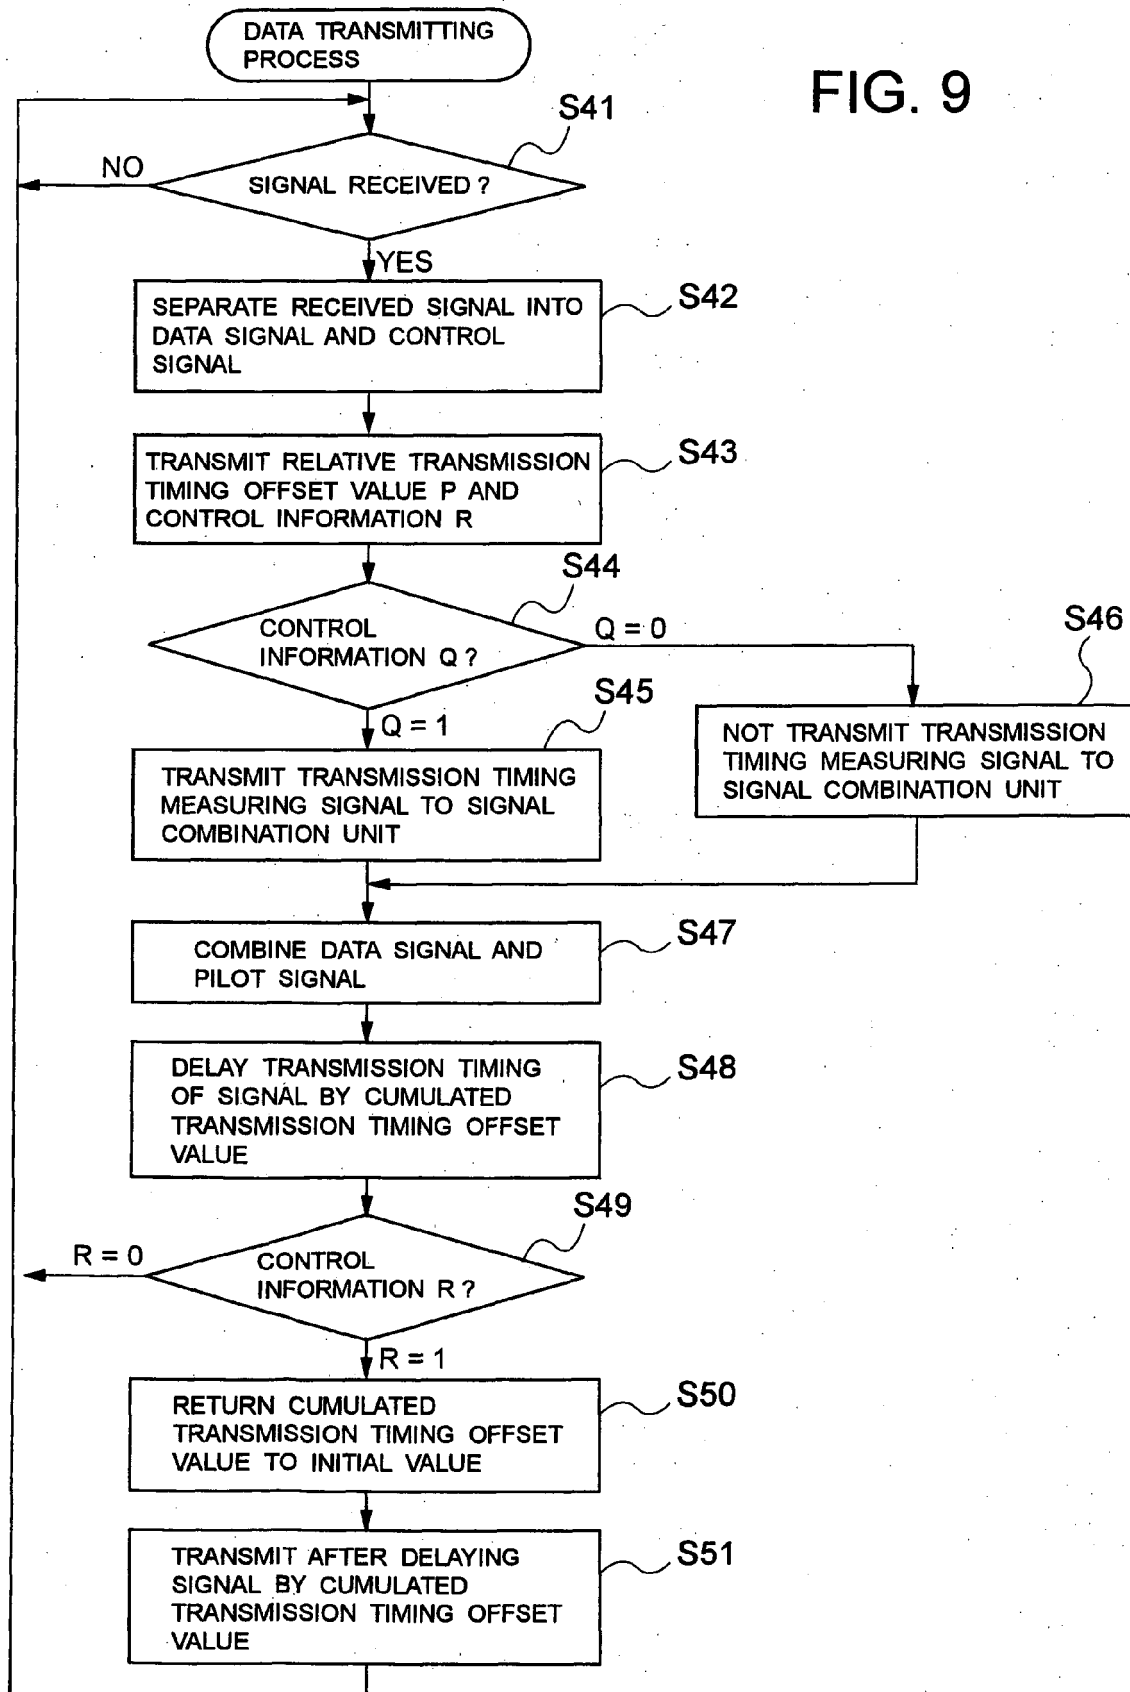 DATA TRANSMITTING
PROCESS
FIG. 9
S41
NO
SIGNAL RECEIVED ?
YES
S42
SEPARATE RECEIVED SIGNAL INTO
DATA SIGNAL AND CONTROL
SIGNAL
S43
TRANSMIT RELATIVE TRANSMISSION
TIMING OFFSET VALUE P AND
CONTROL INFORMATION R
S44
CONTROL
INFORMATION Q ?
Q = 0
S46
Q = 1
S45
NOT TRANSMIT TRANSMISSION
TIMING MEASURING SIGNAL TO
SIGNAL COMBINATION UNIT
TRANSMIT TRANSMISSION TIMING
MEASURING SIGNAL TO SIGNAL
COMBINATION UNIT
S47
COMBINE DATA SIGNAL AND
PILOT SIGNAL
S48
DELAY TRANSMISSION TIMING
OF SIGNAL BY CUMULATED
TRANSMISSION TIMING OFFSET
VALUE
S49
R = 0
CONTROL
INFORMATION R ?
R = 1
S50
RETURN CUMULATED
TRANSMISSION TIMING OFFSET
VALUE TO INITIAL VALUE
S51
TRANSMIT AFTER DELAYING
SIGNAL BY CUMULATED
TRANSMISSION TIMING OFFSET
VALUE